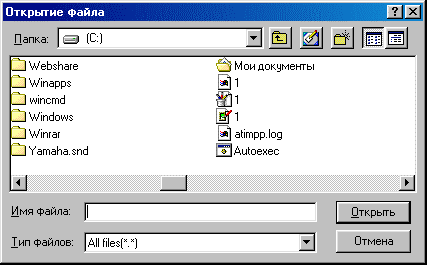 Открытие файла
Папка: (C:)
Webshare
Winapps
wincmd
Windows
Winrar
Yamaha.snd
Мои документы
1
1
1
atimpp.log
Autoexec
Имя файла:
Открыть
Тип файлов: All files(*.*)
Отмена